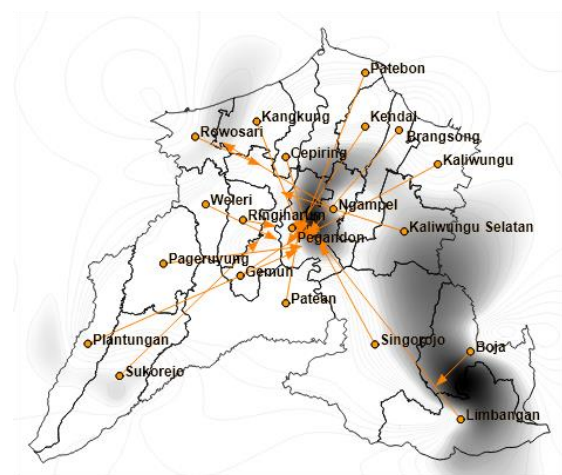 Patebon
Kangkung
Kendal
Rowosari
Brangsong
Cepiring
Kaliwungu
Weleri
Ngampel
Ringinarum
Kaliwungu Selatan
Pegandon
Pageruyung
Gemuh
Patean
Plantungan
Singorojo
Boja
Sukorejo
Limbangan